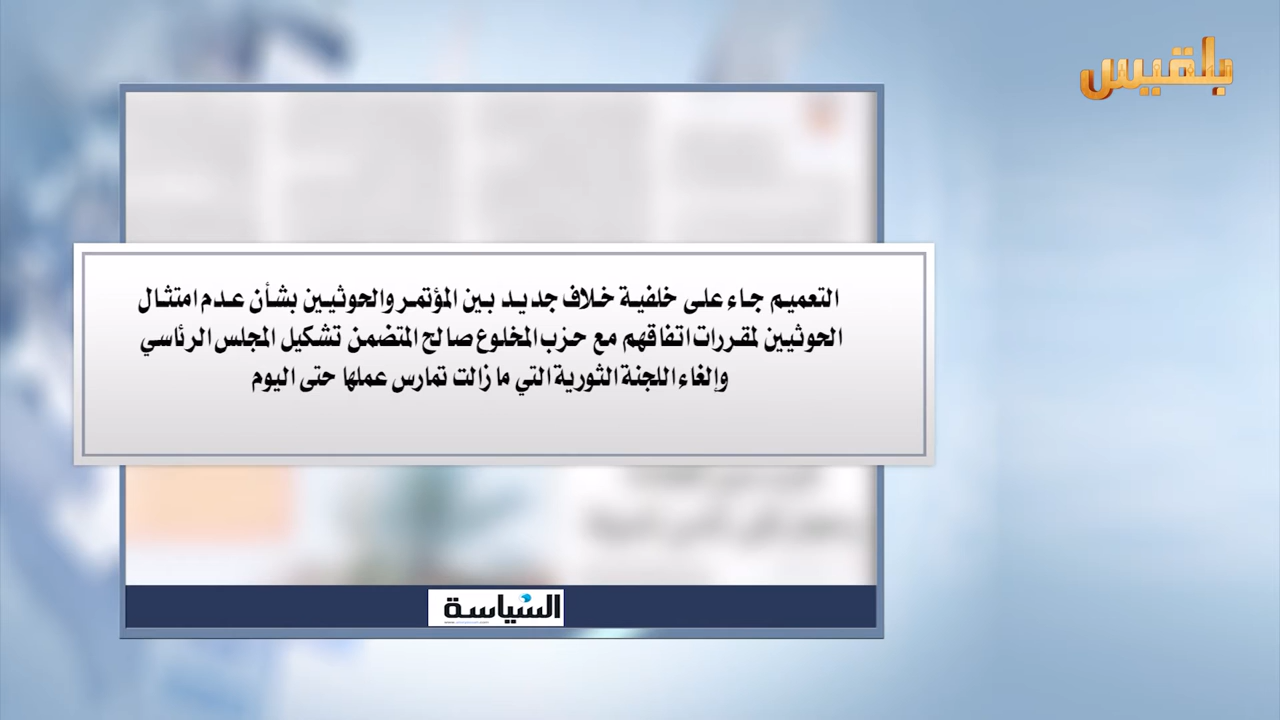 بلقيس
التعميم جاء على خلفية خلاف جديد بين المؤتمر والحوثيين بشأن عدم امتثال
الحوثيين لمقررات اتفاقهم مع حزب المخلوع صالح المتضمن تشكيل المجلس الرئاسي
وإلغاء اللجنة الثورية التي ما زالت تمارس عملها حتى اليوم
السياسة